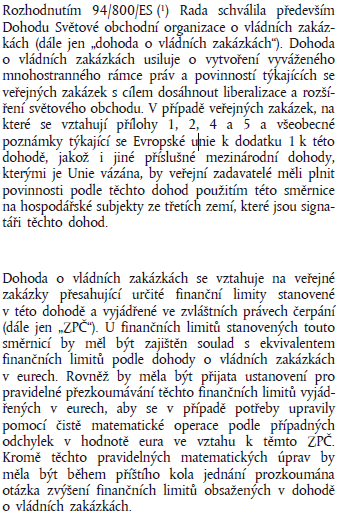 Rozhodnutím 94/800/ES (¹) Rada schválila především
Dohodu Světové obchodní organizace o vládních zakáz-
kách (dále jen „dohoda o vládních zakázkách“). Dohoda
o vládních zakázkách usiluje o vytvoření vyváženého
mnohostranného rámce práv a povinností týkajících se
veřejných zakázek s cílem dosáhnout liberalizace a rozší-
ření světového obchodu. V případě veřejných zakázek, na
které se vztahují přílohy 1, 2, 4 a 5 a všeobecné
poznámky týkající se Evropské unie k dodatku 1 k této
dohodě, jakož i jiné příslušné mezinárodní dohody,
kterými je Unie vázána, by veřejní zadavatelé měli plnit
povinnosti podle těchto dohod použitím této směrnice
na hospodářské subjekty ze třetích zemí, které jsou signa-
táři těchto dohod.
Dohoda o vládních zakázkách se vztahuje na veřejné
zakázky přesahující určité finanční limity stanovené
v této dohodě a vyjádřené ve zvláštních právech čerpání
(dále jen „ZPČ“). U finančních limitů stanovených touto
směrnicí by měl být zajištěn soulad s ekvivalentem
finančních limitů podle dohody o vládních zakázkách
v eurech. Rovněž by měla být přijata ustanovení pro
pravidelné přezkoumávání těchto finančních limitů vyjád-
řených v eurech, aby se v případě potřeby upravily
pomocí čistě matematické operace podle případných
odchylek v hodnotě eura ve vztahu k těmto ZPČ.
Kromě těchto pravidelných matematických úprav by
měla být během příštího kola jednání prozkoumána
otázka zvýšení finančních limitů obsažených v dohodě
o vládních zakázkách.